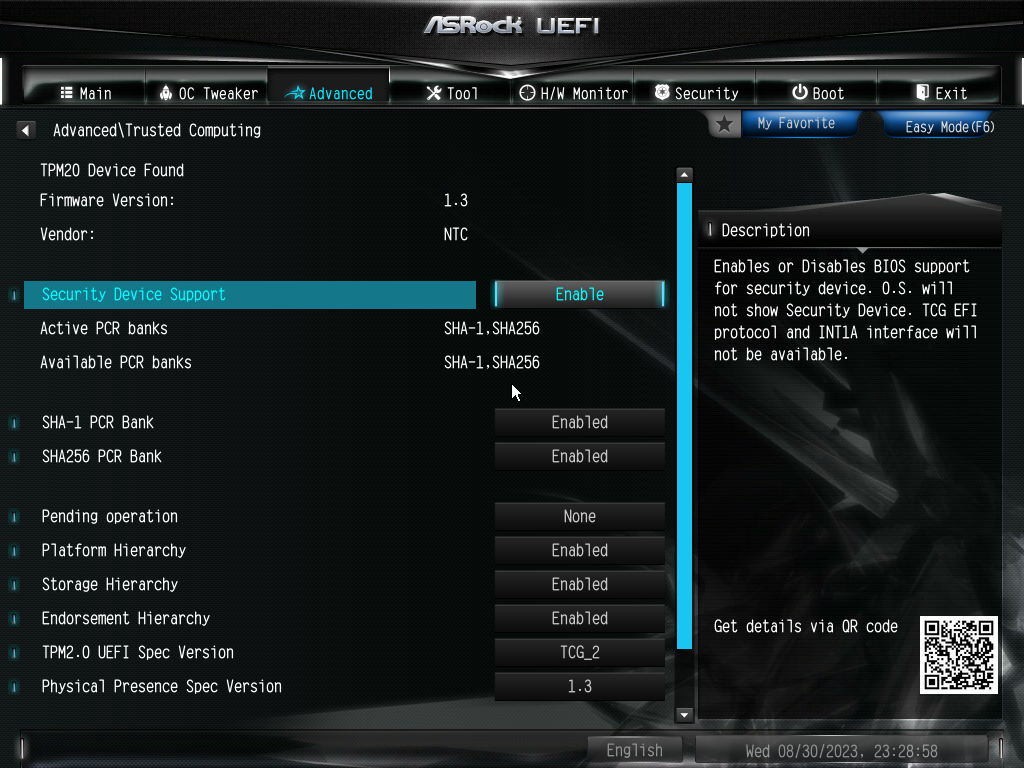 ASRock UEFI
Main
OC Tweaker
Advanced
Tool
H/W Monitor
Security
Boot
Exit
Advanced\Trusted Computing
My Favorite
Easy Mode(F6)
TPM20 Device Found
Firmware Version: 1.3
Vendor: NTC
Security Device Support Enable
Active PCR banks SHA-1,SHA256
Available PCR banks SHA-1,SHA256
SHA-1 PCR Bank Enabled
SHA256 PCR Bank Enabled
Pending operation None
Platform Hierarchy Enabled
Storage Hierarchy Enabled
Endorsement Hierarchy Enabled
TPM2.0 UEFI Spec Version TCG_2
Physical Presence Spec Version 1.3
Description
Enables or Disables BIOS support
for security device. O.S. will
not show Security Device. TCG EFI
protocol and INT1A interface will
not be available.
Get details via QR code
English
Wed 08/30/2023, 23:28:58